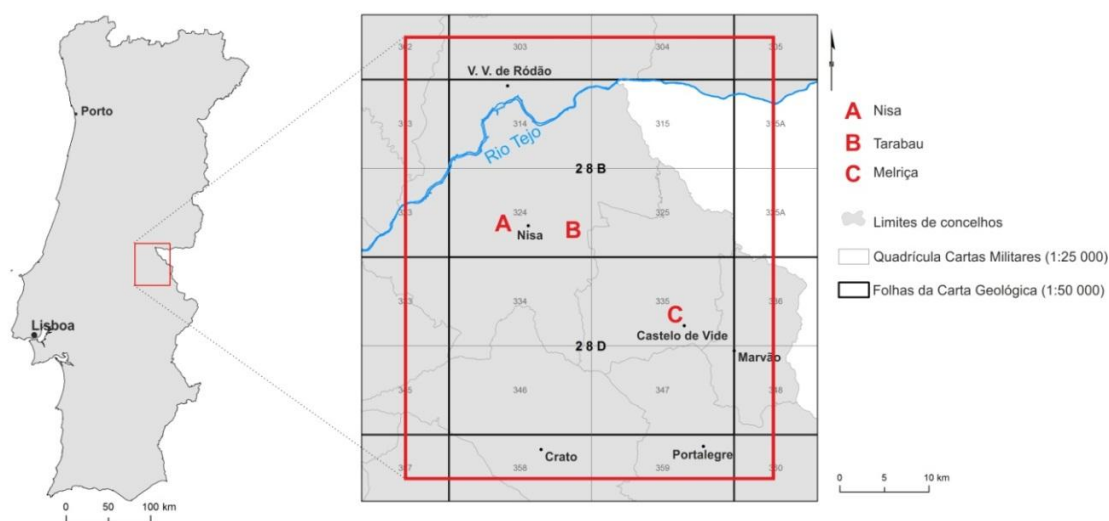 Porto
Lisboa
0 50 100 km
302 303 304 305
V. V. de Ródão
313 314 315 315A
Rio Tejo
28 B
323 324 325 325A
A B
Nisa
333 334 335 336
C
Castelo de Vide
28 D
Marvão
345 346 347 348
Crato
Portalegre
357 358 359 360
N
A Nisa
B Tarabau
C Melriça
Limites de concelhos
Quadrícula Cartas Militares (1:25 000)
Folhas da Carta Geológica (1:50 000)
0 5 10 km